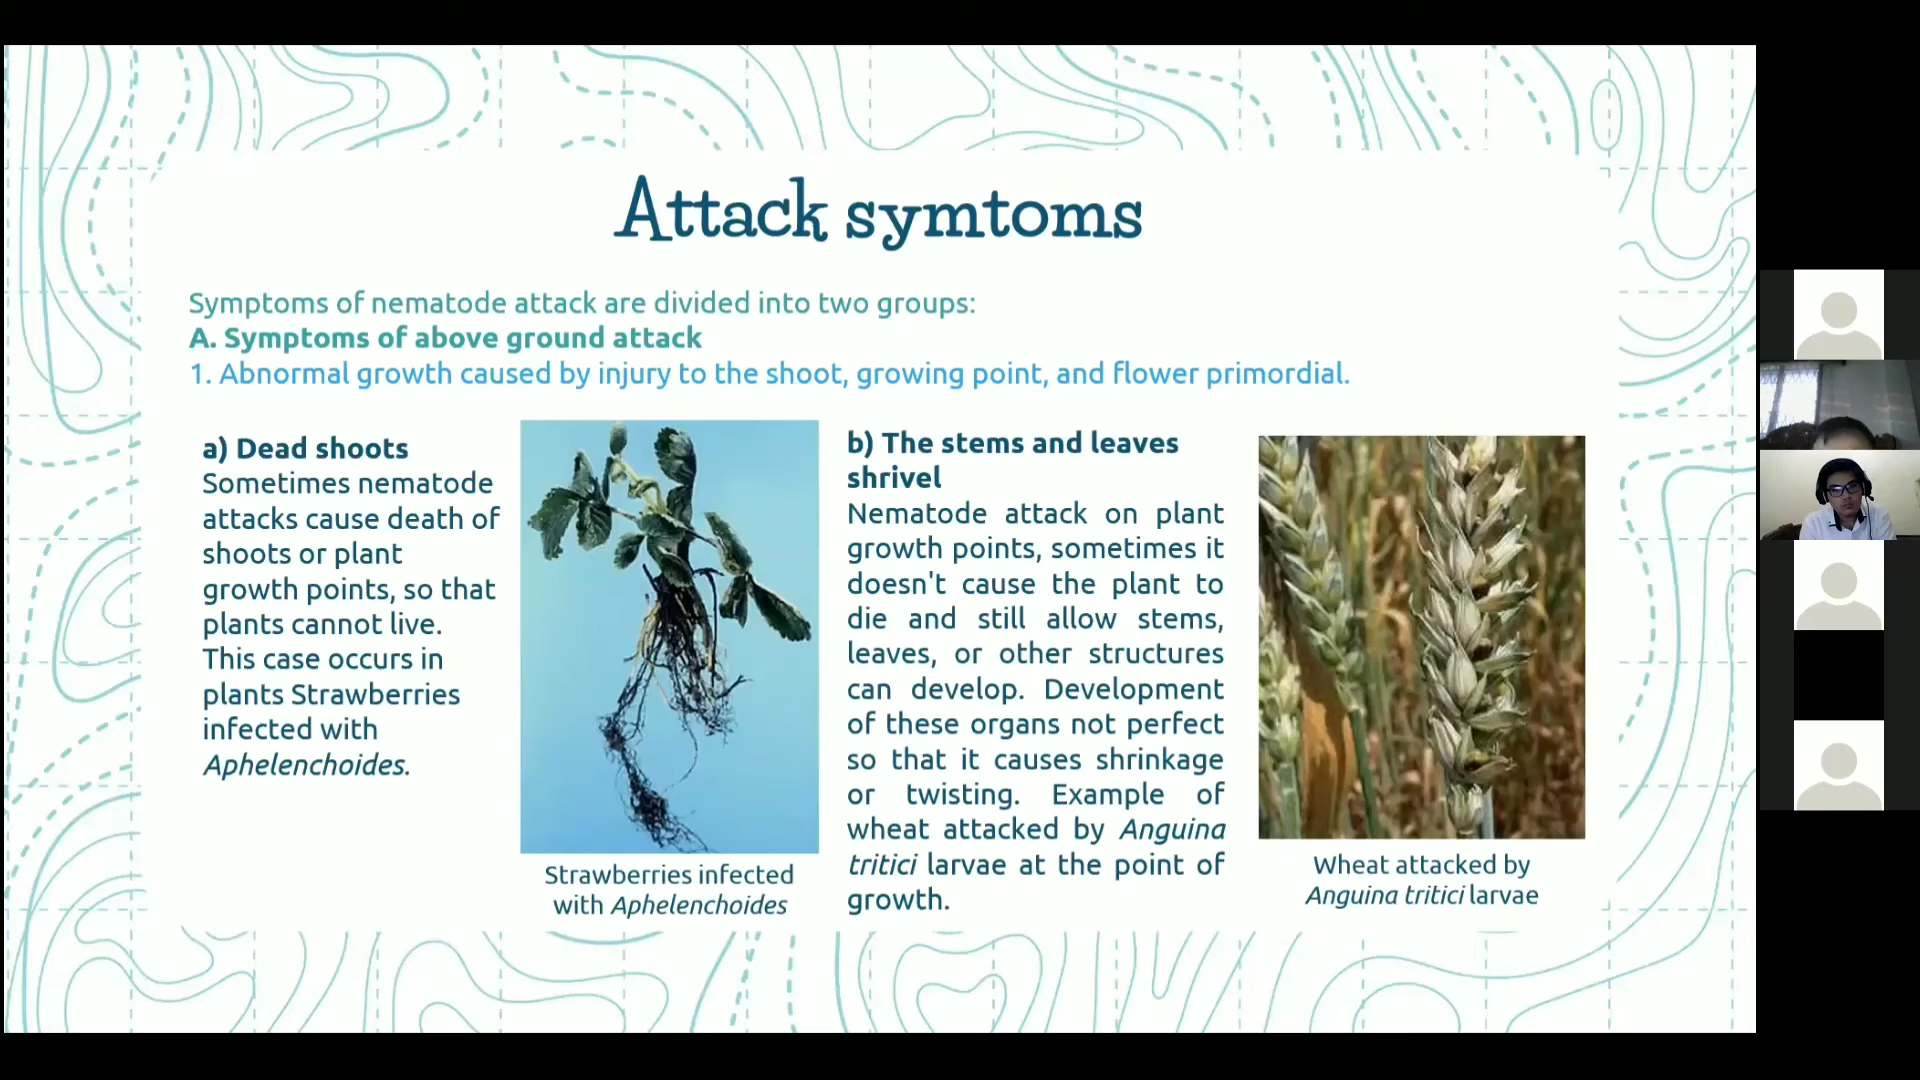 Attack symtoms
Symptoms of nematode attack are divided into two groups:
A. Symptoms of above ground attack
1. Abnormal growth caused by injury to the shoot, growing point, and flower primordial.
a) Dead shoots
Sometimes nematode
attacks cause death of
shoots or plant
growth points, so that
plants cannot live.
This case occurs in
plants Strawberries
infected with
Aphelenchoides.
Strawberries infected
with Aphelenchoides
b) The stems and leaves
shrivel
Nematode attack on plant
growth points, sometimes it
doesn't cause the plant to
die and still allow stems,
leaves, or other structures
can develop. Development
of these organs not perfect
so that it causes shrinkage
or twisting. Example of
wheat attacked by Anguina
tritici larvae at the point of
growth.
Wheat attacked by
Anguina tritici larvae